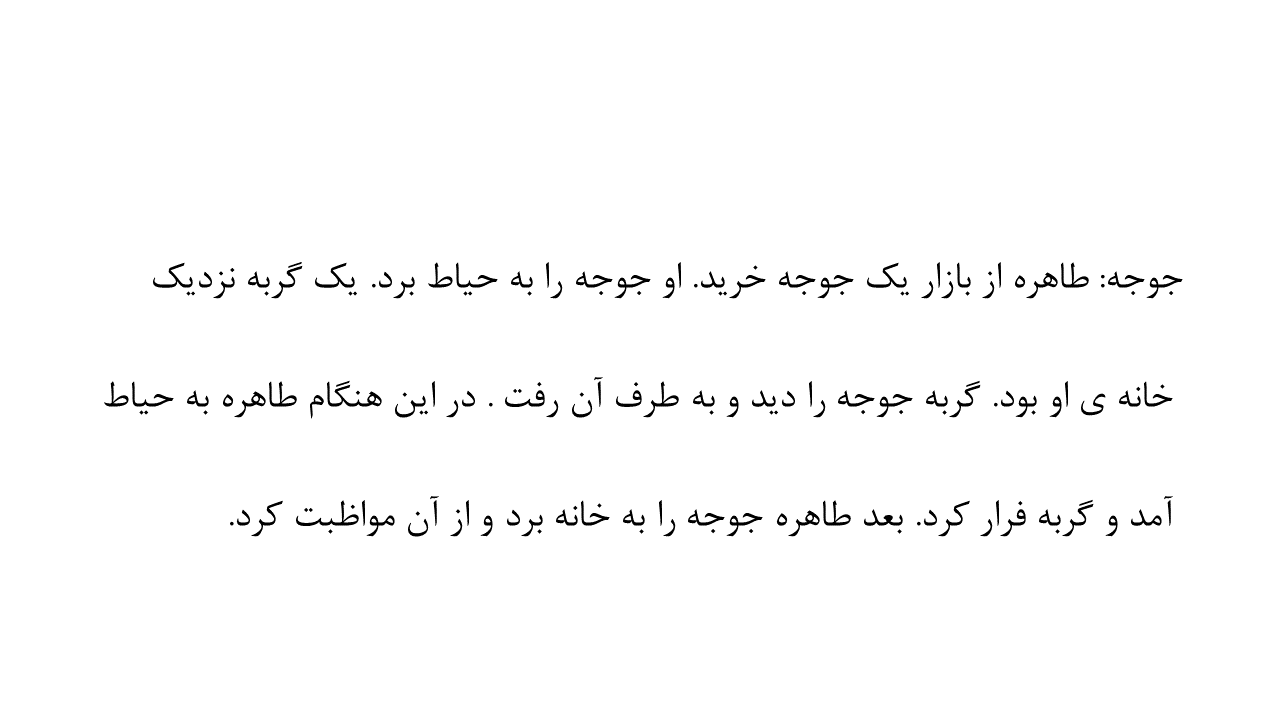 جوجه: طاهره از بازار یک جوجه خرید. او جوجه را به حیاط برد. یک گربه نزدیک
خانه ی او بود. گربه جوجه را دید و به طرف آن رفت . در این هنگام طاهره به حیاط
آمد و گربه فرار کرد. بعد طاهره جوجه را به خانه برد و از آن مواظبت کرد.